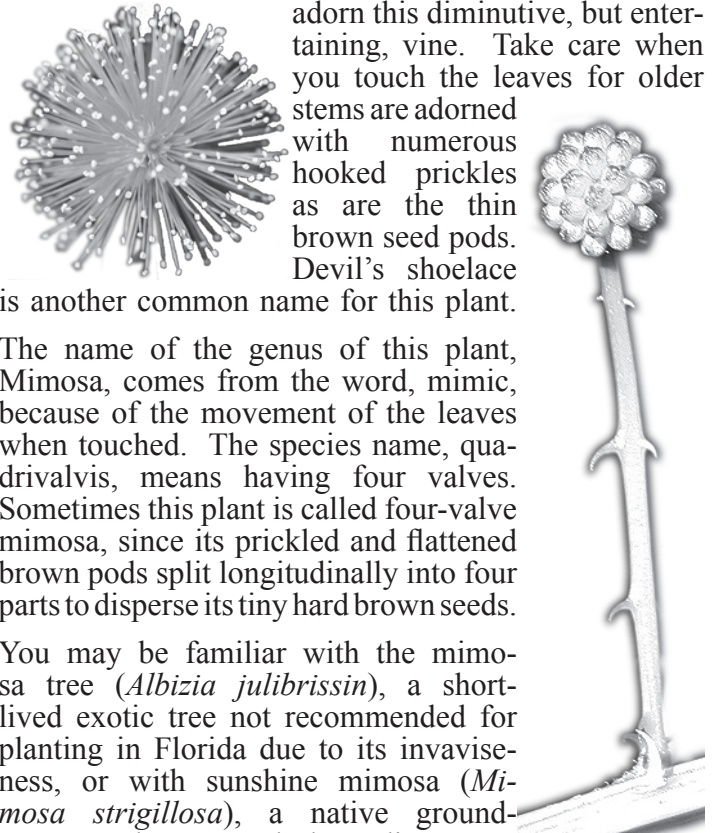 adorn this diminutive, but enter-
taining, vine. Take care when
you touch the leaves for older
stems are adorned
with numerous
hooked prickles
as are the thin
brown seed pods.
Devil's shoelace
is another common name for this plant.
The name of the genus of this plant,
Mimosa, comes from the word, mimic,
because of the movement of the leaves
when touched. The species name, qua-
drivalvis, means having four valves.
Sometimes this plant is called four-valve
mimosa, since its prickled and flattened
brown pods split longitudinally into four
parts to disperse its tiny hard brown seeds.
You may be familiar with the mimo-
sa tree (Albizia julibrissin), a short-
lived exotic tree not recommended for
planting in Florida due to its invavise-
ness, or with sunshine mimosa (Mi-
mosa strigillosa), a native ground-